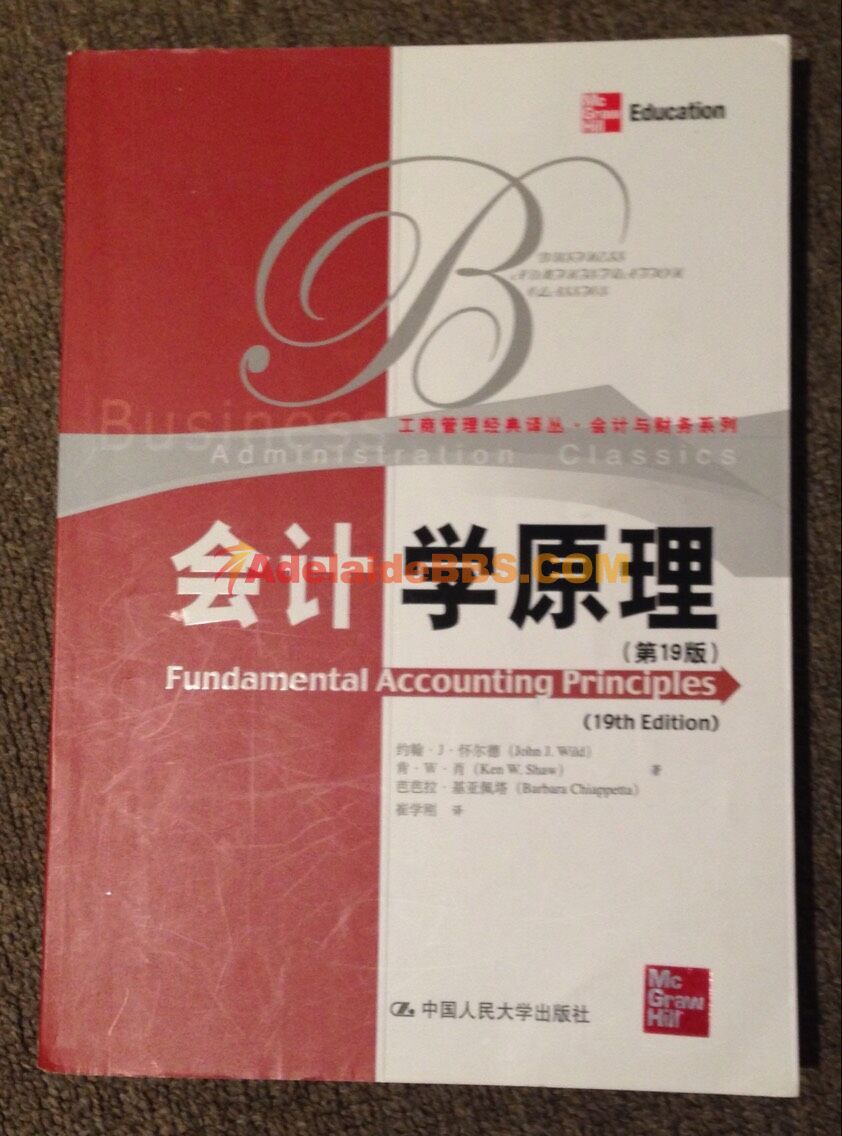 Mc
Graw
Hill
Education
B
BUSINESS
ADMINISTRATION
CLASSICS
Business
工商管理经典译丛·会计与财务系列
Administration Classics
会计学原理
AdelaideBBS.COM
(第19版)
Fundamental Accounting Principles
(19th Edition)
约翰·J·怀尔德 (John J. Wild)
肯·W·肖 (Ken W. Shaw) 著
芭芭拉·基亚佩塔 (Barbara Chiappetta)
崔学刚 译
中国人民大学出版社
Mc
Graw
Hill